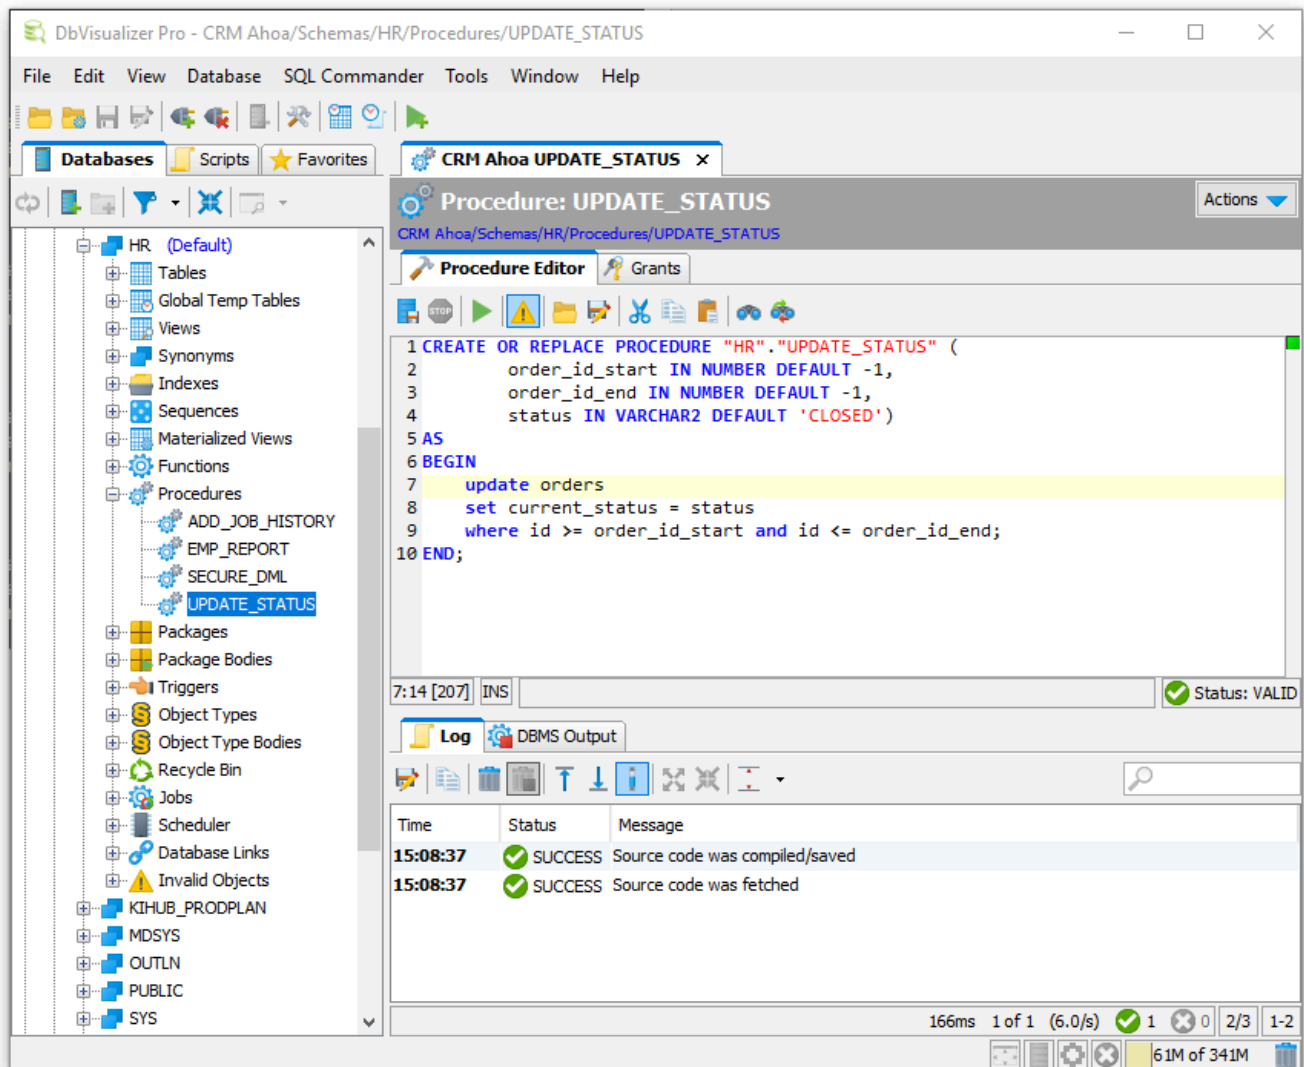 DbVisualizer Pro - CRM Ahoa/Schemas/HR/Procedures/UPDATE_STATUS
File Edit View Database SQL Commander Tools Window Help
Databases Scripts Favorites
HR (Default)
Tables
Global Temp Tables
Views
Synonyms
Indexes
Sequences
Materialized Views
Functions
Procedures
ADD_JOB_HISTORY
EMP_REPORT
SECURE_DML
UPDATE_STATUS
Packages
Package Bodies
Triggers
Object Types
Object Type Bodies
Recycle Bin
Jobs
Scheduler
Database Links
Invalid Objects
KIHUB_PRODPLAN
MDSYS
OUTLN
PUBLIC
SYS
CRM Ahoa UPDATE_STATUS
Procedure: UPDATE_STATUS
Actions
CRM Ahoa/Schemas/HR/Procedures/UPDATE_STATUS
Procedure Editor Grants
STOP
1 CREATE OR REPLACE PROCEDURE "HR"."UPDATE_STATUS" (
2 order_id_start IN NUMBER DEFAULT -1,
3 order_id_end IN NUMBER DEFAULT -1,
4 status IN VARCHAR2 DEFAULT 'CLOSED')
5 AS
6 BEGIN
7 update orders
8 set current_status = status
9 where id >= order_id_start and id <= order_id_end;
10 END;
7:14 [207] INS Status: VALID
Log DBMS Output
Time Status Message
15:08:37 SUCCESS Source code was compiled/saved
15:08:37 SUCCESS Source code was fetched
166ms 1 of 1 (6.0/s) 1 0 2/3 1-2
61M of 341M